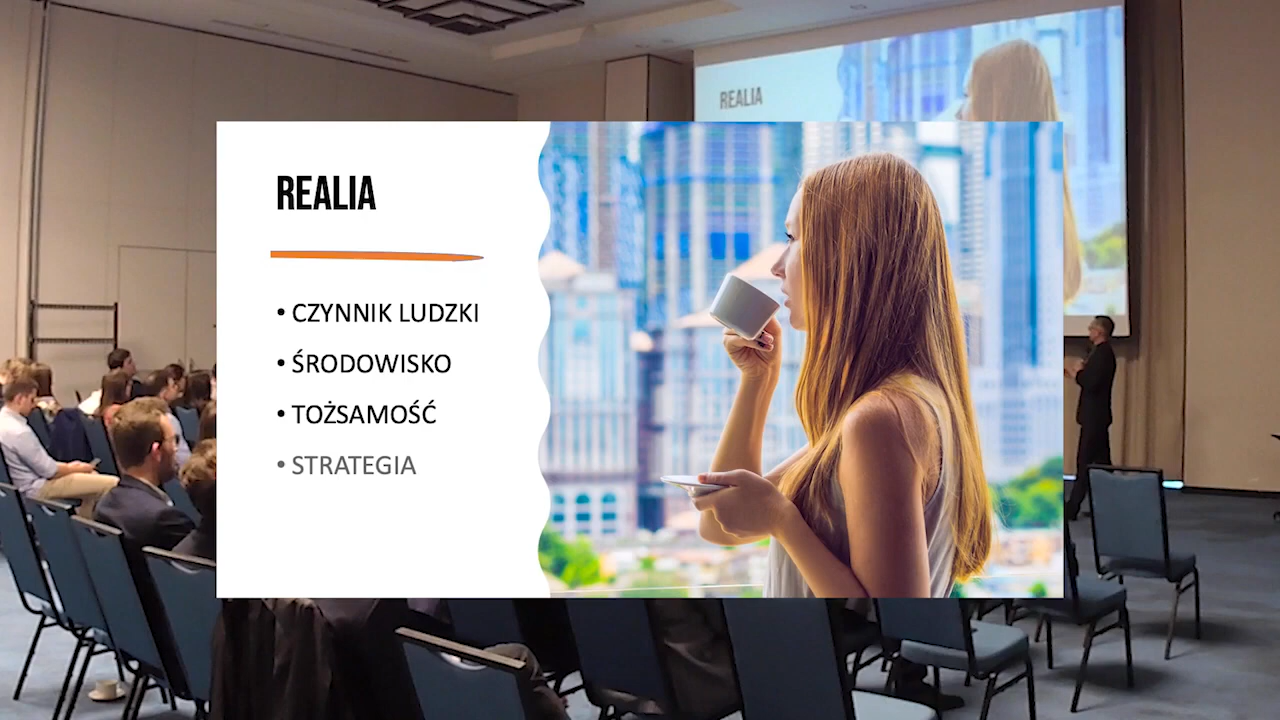 REALIA
REALIA
• CZYNNIK LUDZKI
• ŚRODOWISKO
• TOŻSAMOŚĆ
• STRATEGIA